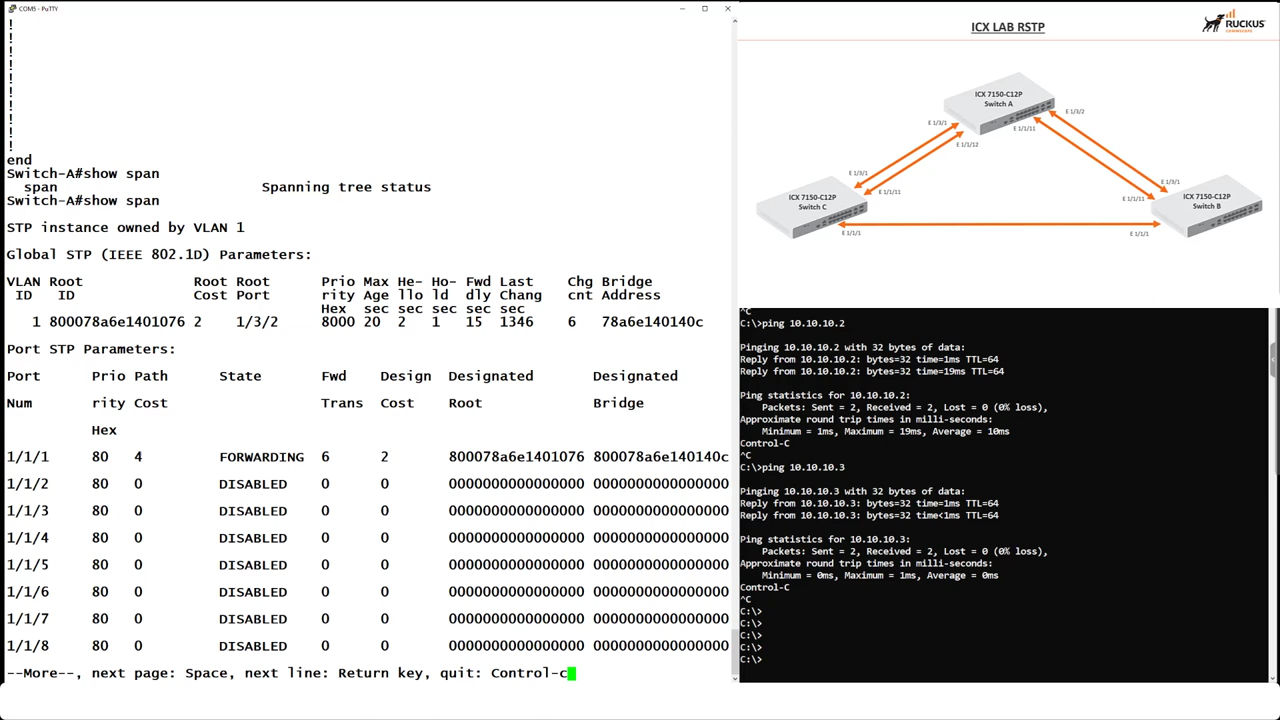 COM5 - PuTTY
!
!
!
!
!
!
!
!
!
!
end
Switch-A#show span
span Spanning tree status
Switch-A#show span
STP instance owned by VLAN 1
Global STP (IEEE 802.1D) Parameters:
VLAN Root Root Root Prio Max He- Ho- Fwd Last Chg Bridge
ID ID Cost Port rity Age llo ld dly Chang cnt Address
Hex sec sec sec sec sec
1 800078a6e1401076 2 1/3/2 8000 20 2 1 15 1346 6 78a6e140140c
Port STP Parameters:
Port Prio Path State Fwd Design Designated Designated
Num rity Cost Trans Cost Root Bridge
Hex
1/1/1 80 4 FORWARDING 6 2 800078a6e1401076 800078a6e140140c
1/1/2 80 0 DISABLED 0 0 0000000000000000 0000000000000000
1/1/3 80 0 DISABLED 0 0 0000000000000000 0000000000000000
1/1/4 80 0 DISABLED 0 0 0000000000000000 0000000000000000
1/1/5 80 0 DISABLED 0 0 0000000000000000 0000000000000000
1/1/6 80 0 DISABLED 0 0 0000000000000000 0000000000000000
1/1/7 80 0 DISABLED 0 0 0000000000000000 0000000000000000
1/1/8 80 0 DISABLED 0 0 0000000000000000 0000000000000000
--More--, next page: Space, next line: Return key, quit: Control-c
ICX LAB RSTP
RUCKUS
COMMSCOPE
ICX 7150-C12P
Switch A
E 1/3/1
E 1/1/12
E 1/1/11
E 1/3/2
E 1/3/1
E 1/1/11
ICX 7150-C12P
Switch C
E 1/1/1
E 1/3/1
E 1/1/11
ICX 7150-C12P
Switch B
E 1/1/1
^C
C:\>ping 10.10.10.2
Pinging 10.10.10.2 with 32 bytes of data:
Reply from 10.10.10.2: bytes=32 time=1ms TTL=64
Reply from 10.10.10.2: bytes=32 time=19ms TTL=64
Ping statistics for 10.10.10.2:
Packets: Sent = 2, Received = 2, Lost = 0 (0% loss),
Approximate round trip times in milli-seconds:
Minimum = 1ms, Maximum = 19ms, Average = 10ms
Control-C
^C
C:\>ping 10.10.10.3
Pinging 10.10.10.3 with 32 bytes of data:
Reply from 10.10.10.3: bytes=32 time=1ms TTL=64
Reply from 10.10.10.3: bytes=32 time<1ms TTL=64
Ping statistics for 10.10.10.3:
Packets: Sent = 2, Received = 2, Lost = 0 (0% loss),
Approximate round trip times in milli-seconds:
Minimum = 0ms, Maximum = 1ms, Average = 0ms
Control-C
^C
C:\>
C:\>
C:\>
C:\>
C:\>